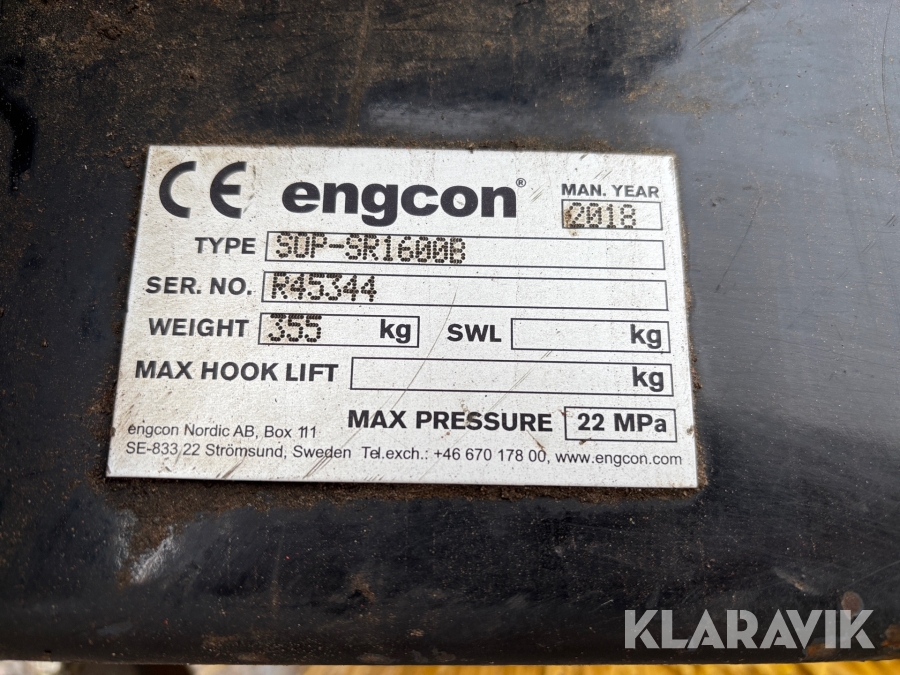 CE engcon® MAN. YEAR
2018
TYPE SOP-SR1600B
SER. NO. R45344
WEIGHT 355 kg SWL kg
MAX HOOK LIFT kg
MAX PRESSURE 22 MPa
engcon Nordic AB, Box 111
SE-833 22 Strömsund, Sweden Tel.exch.: +46 670 178 00, www.engcon.com
KLARAVIK